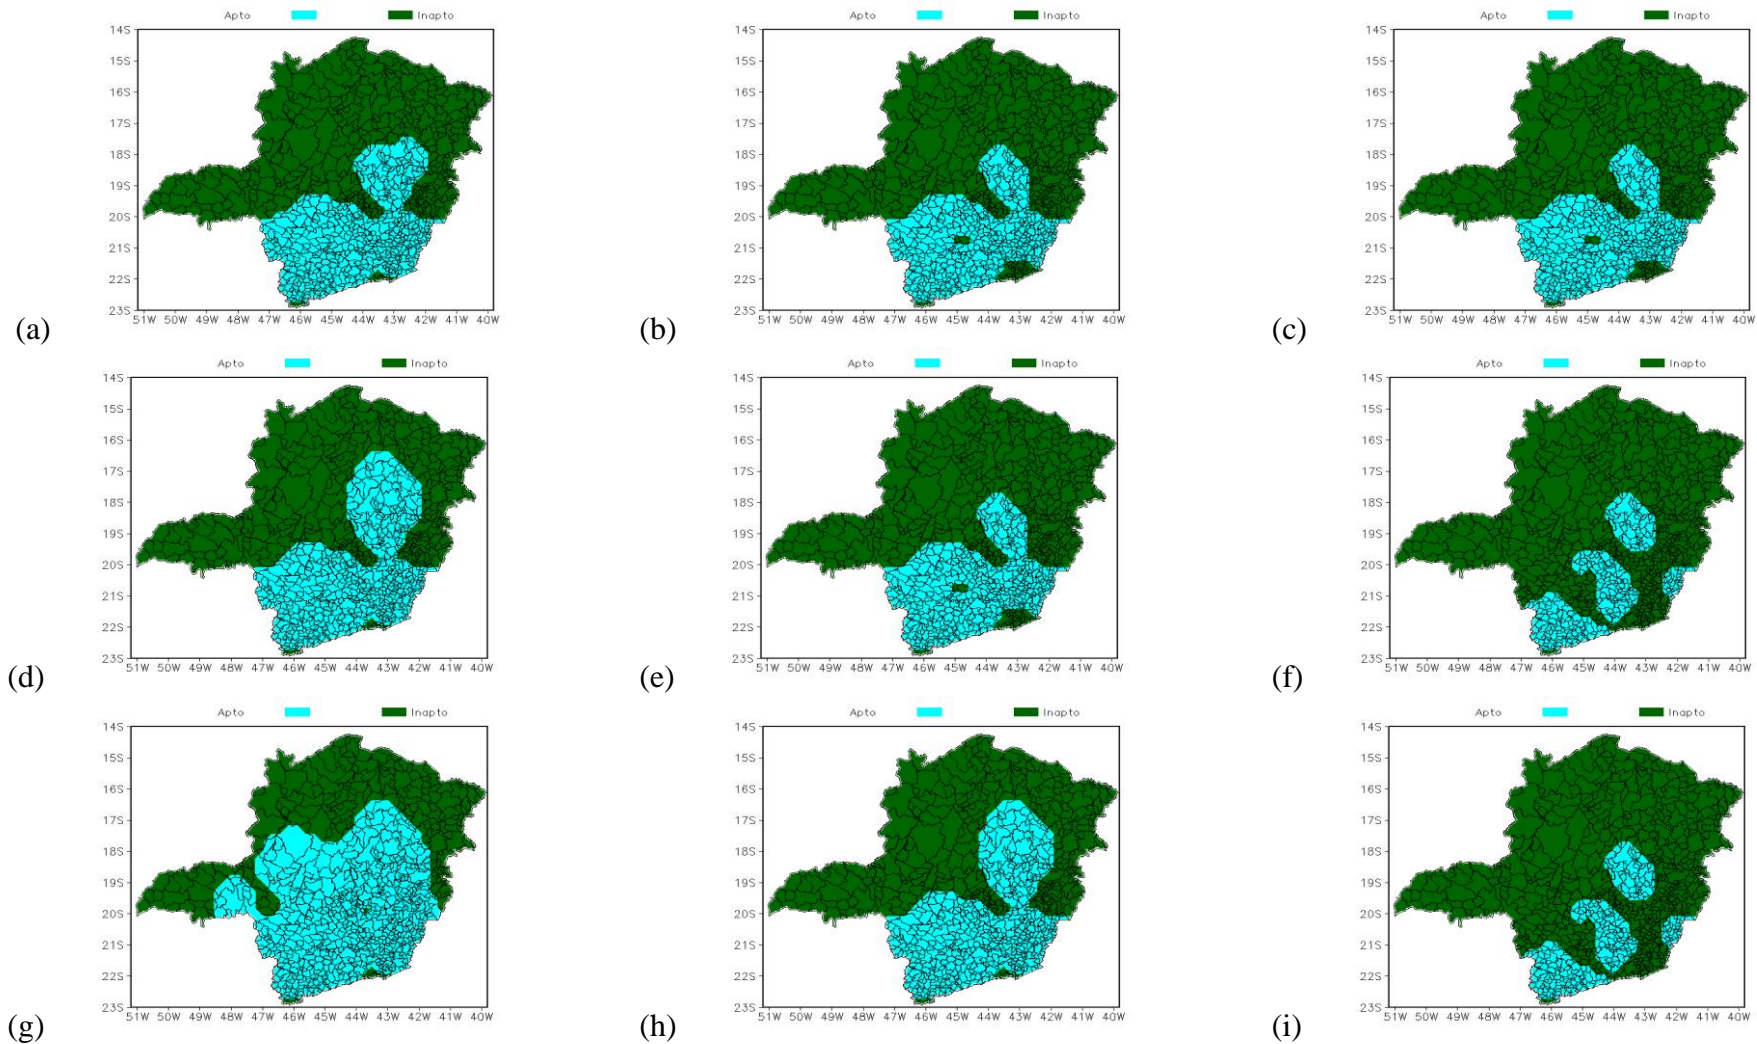 Apto Inapto
14S
15S
16S
17S
18S
19S
20S
21S
22S
23S
51W 50W 49W 48W 47W 46W 45W 44W 43W 42W 41W 40W
(a)
Apto Inapto
14S
15S
16S
17S
18S
19S
20S
21S
22S
23S
51W 50W 49W 48W 47W 46W 45W 44W 43W 42W 41W 40W
(b)
Apto Inapto
14S
15S
16S
17S
18S
19S
20S
21S
22S
23S
51W 50W 49W 48W 47W 46W 45W 44W 43W 42W 41W 40W
(c)
Apto Inapto
14S
15S
16S
17S
18S
19S
20S
21S
22S
23S
51W 50W 49W 48W 47W 46W 45W 44W 43W 42W 41W 40W
(d)
Apto Inapto
14S
15S
16S
17S
18S
19S
20S
21S
22S
23S
51W 50W 49W 48W 47W 46W 45W 44W 43W 42W 41W 40W
(e)
Apto Inapto
14S
15S
16S
17S
18S
19S
20S
21S
22S
23S
51W 50W 49W 48W 47W 46W 45W 44W 43W 42W 41W 40W
(f)
Apto Inapto
14S
15S
16S
17S
18S
19S
20S
21S
22S
23S
51W 50W 49W 48W 47W 46W 45W 44W 43W 42W 41W 40W
(g)
Apto Inapto
14S
15S
16S
17S
18S
19S
20S
21S
22S
23S
51W 50W 49W 48W 47W 46W 45W 44W 43W 42W 41W 40W
(h)
Apto Inapto
14S
15S
16S
17S
18S
19S
20S
21S
22S
23S
51W 50W 49W 48W 47W 46W 45W 44W 43W 42W 41W 40W
(i)